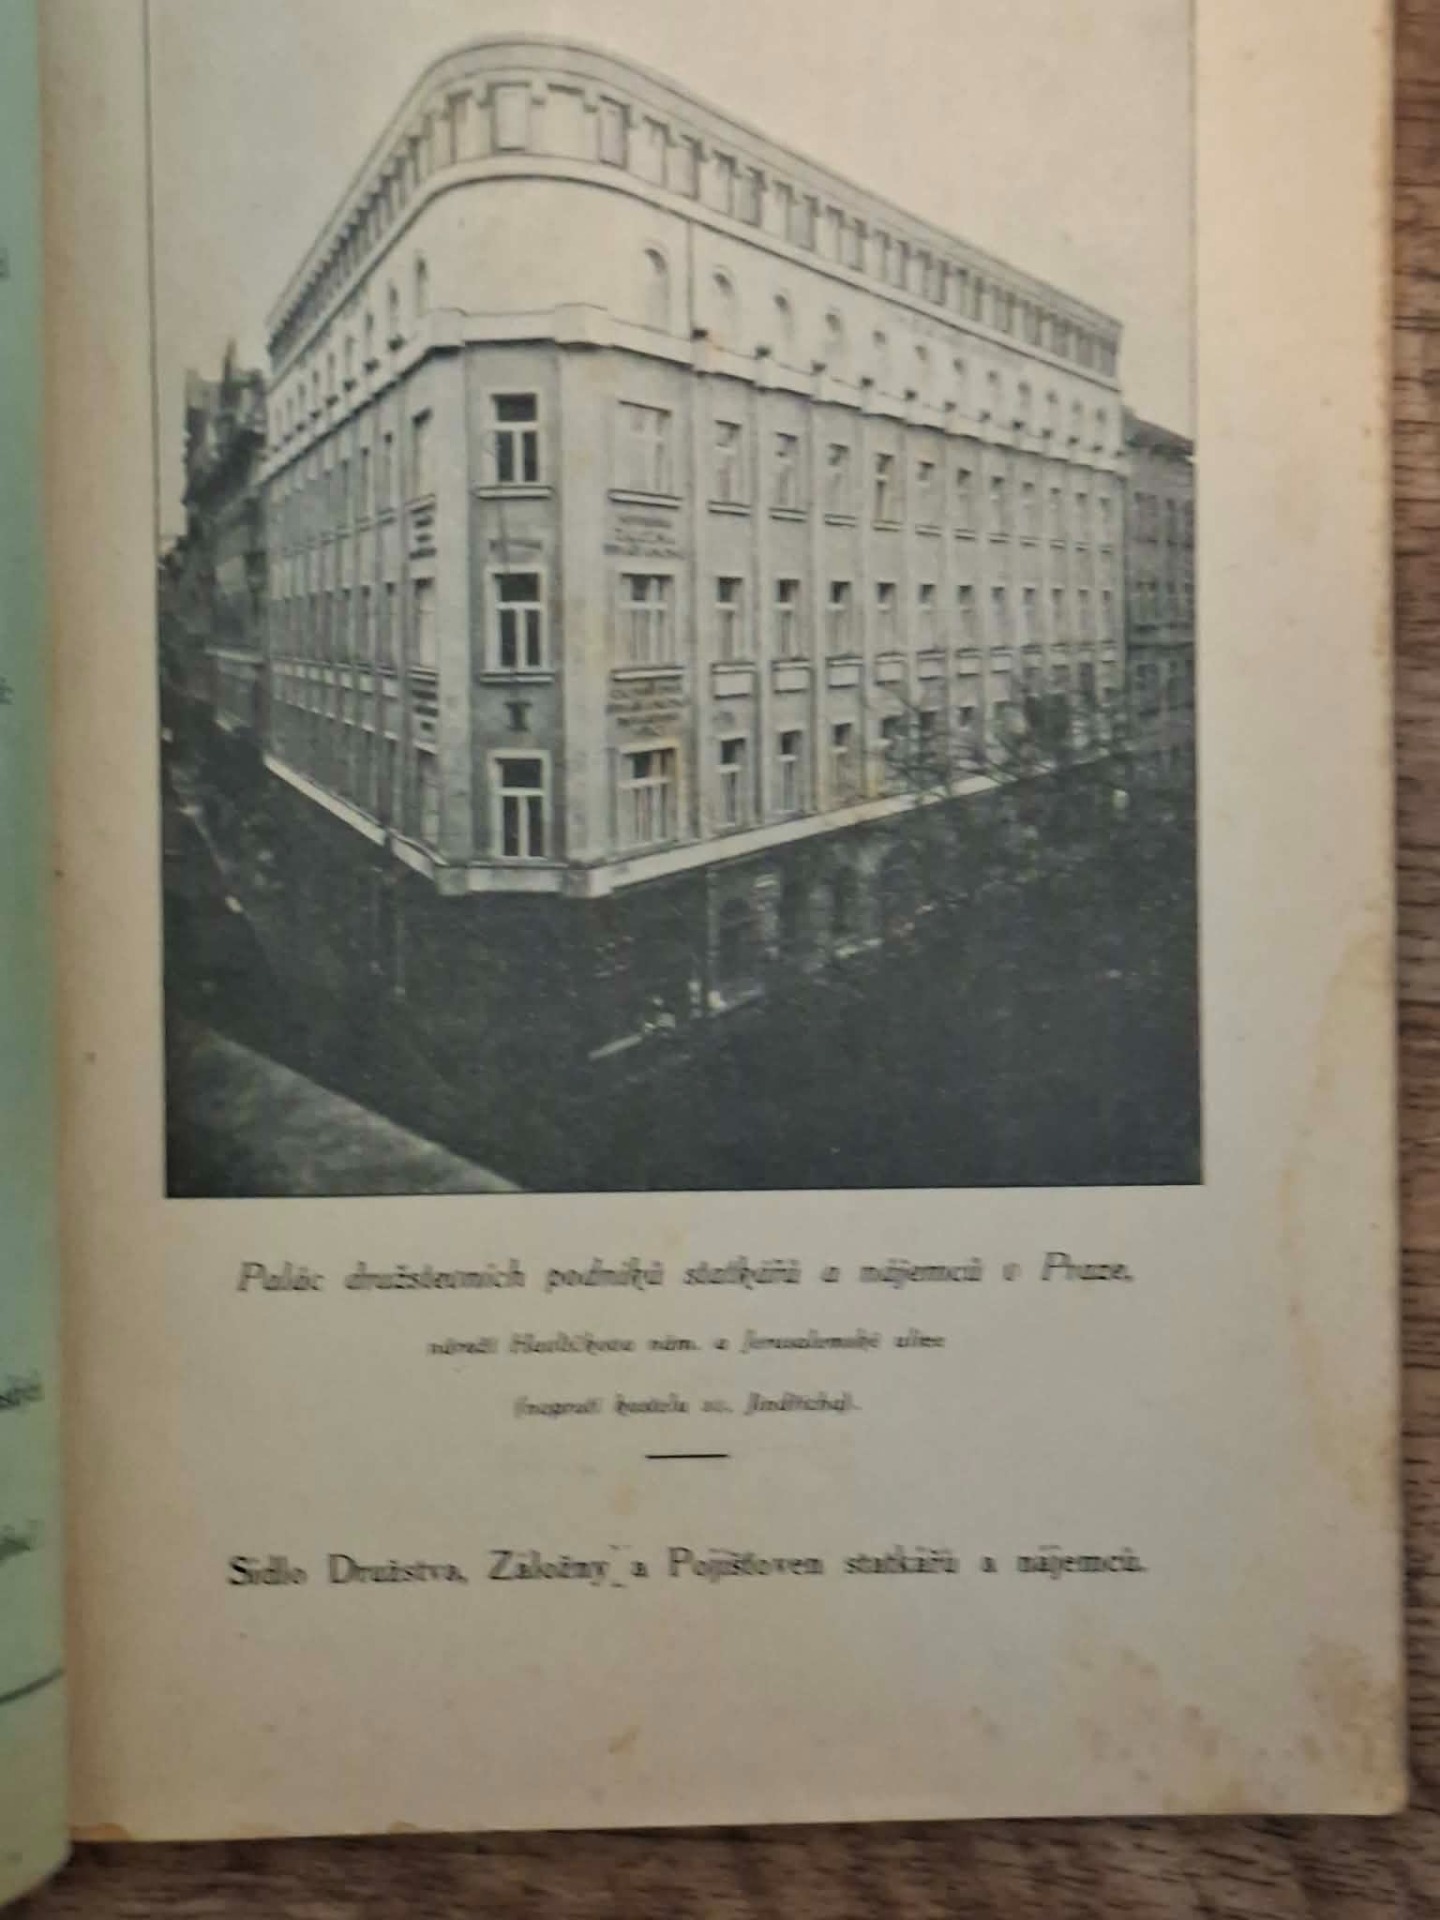 Palác družstevních podniků statkářů a nájemců v Praze,
nároží Havlíčkova nám. a Jerusalemské ulice
(naproti kostelu sv. Jindřicha).
Sídlo Družstva, Záložny a Pojišťoven statkářů a nájemců.